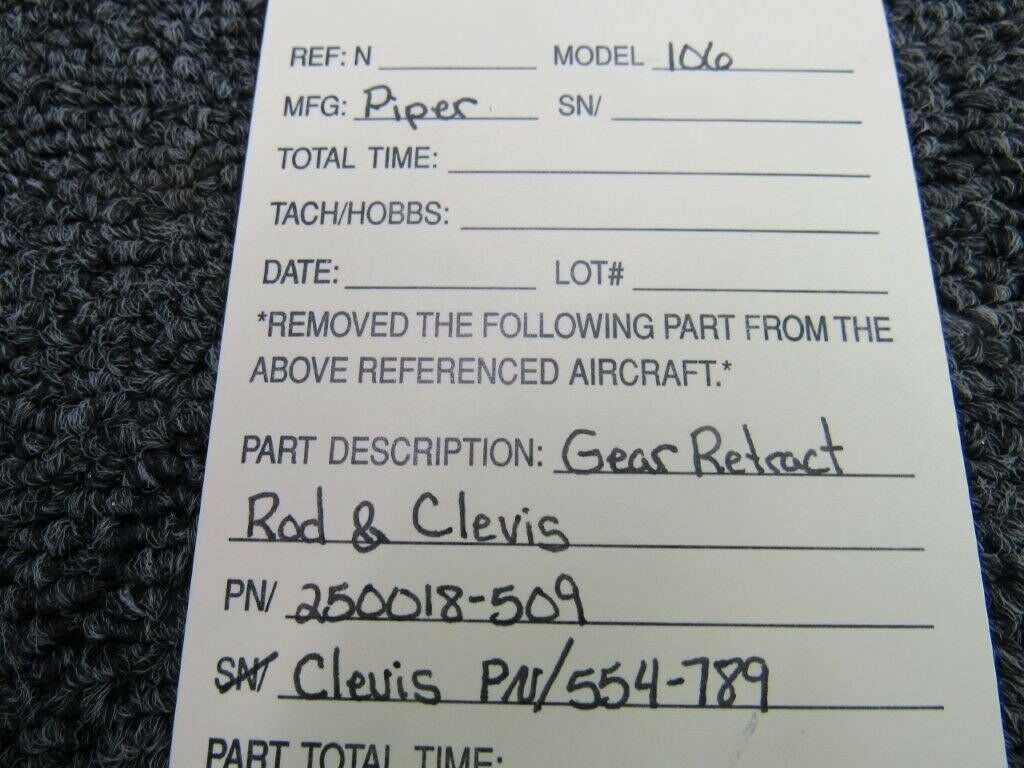 REF: N MODEL 106
MFG: Piper SN/
TOTAL TIME:
TACH/HOBBS:
DATE: LOT#
*REMOVED THE FOLLOWING PART FROM THE
ABOVE REFERENCED AIRCRAFT.*
PART DESCRIPTION: Gear Retract
Rod & Clevis
PN/ 250018-509
SN/ Clevis PN/554-789
PART TOTAL TIME: